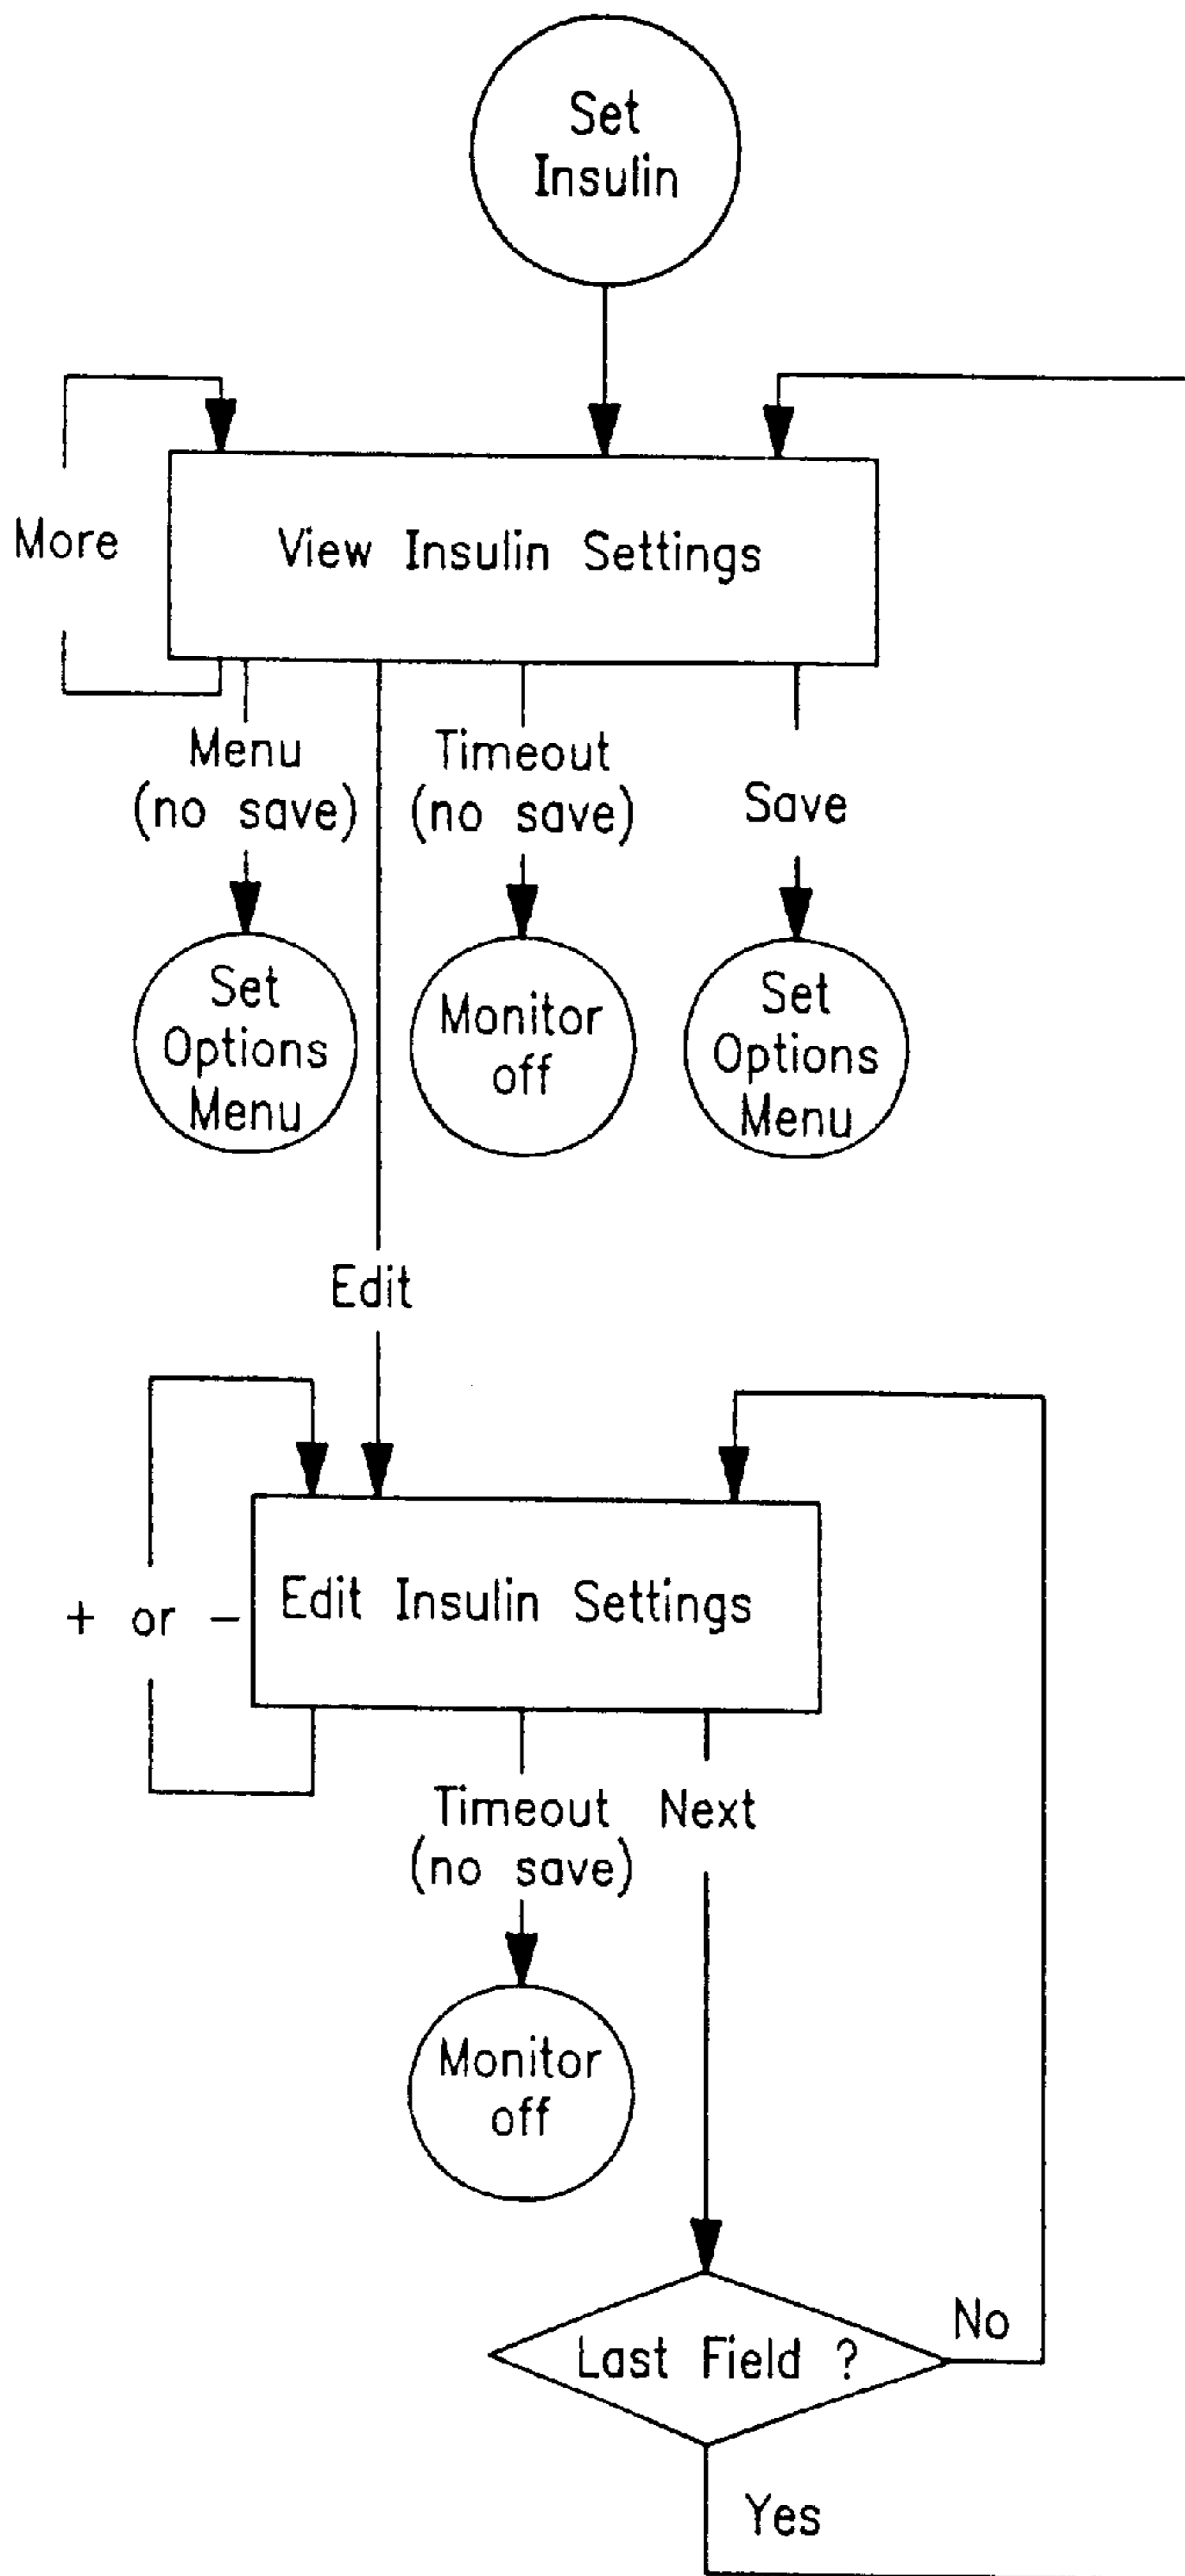 Set
Insulin
More
View Insulin Settings
Menu
(no save)
Timeout
(no save)
Save
Set
Options
Menu
Monitor
off
Set
Options
Menu
Edit
+ or -
Edit Insulin Settings
Timeout
(no save)
Next
Monitor
off
Last Field ?
No
Yes